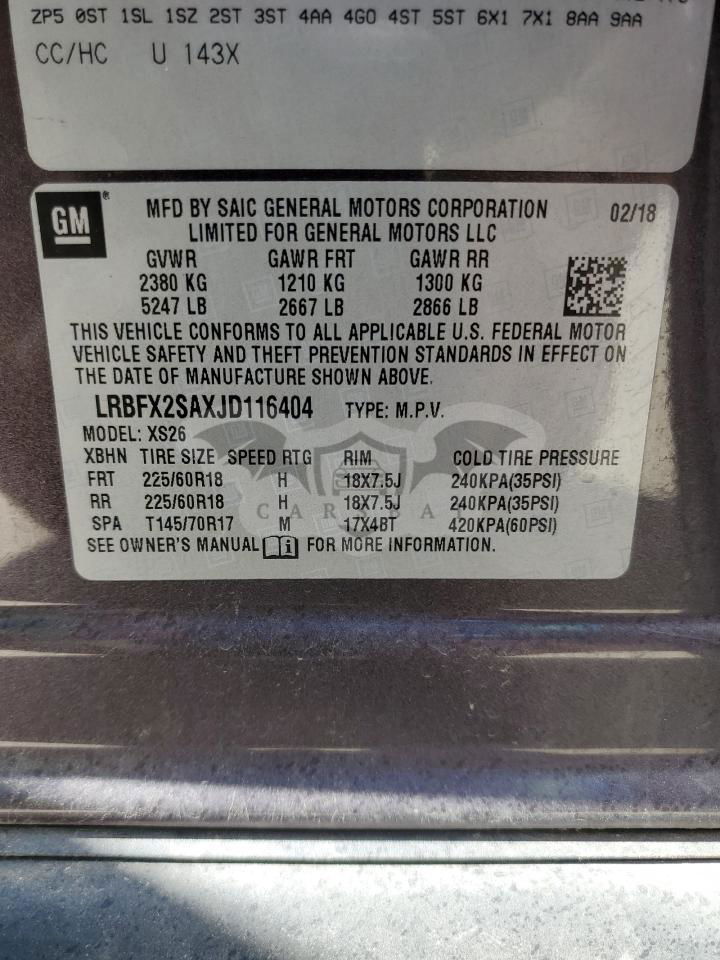 ZP5 0ST 1SL 1SZ 2ST 3ST 4AA 4GO 4ST 5ST 6X1 7X1 8AA 9AA
CC/HC U 143X
GM ® MFD BY SAIC GENERAL MOTORS CORPORATION 02/18
LIMITED FOR GENERAL MOTORS LLC
GVWR GAWR FRT GAWR RR
2380 KG 1210 KG 1300 KG
5247 LB 2667 LB 2866 LB
THIS VEHICLE CONFORMS TO ALL APPLICABLE U.S. FEDERAL MOTOR
VEHICLE SAFETY AND THEFT PREVENTION STANDARDS IN EFFECT ON
THE DATE OF MANUFACTURE SHOWN ABOVE.
LRBFX2SAXJD116404 TYPE: M.P.V.
MODEL: XS26
XBHN TIRE SIZE SPEED RTG RIM COLD TIRE PRESSURE
FRT 225/60R18 H 18X7.5J 240KPA(35PSI)
RR 225/60R18 H 18X7.5J 240KPA(35PSI)
SPA T145/70R17 M 17X4BT 420KPA(60PSI)
SEE OWNER'S MANUAL FOR MORE INFORMATION.